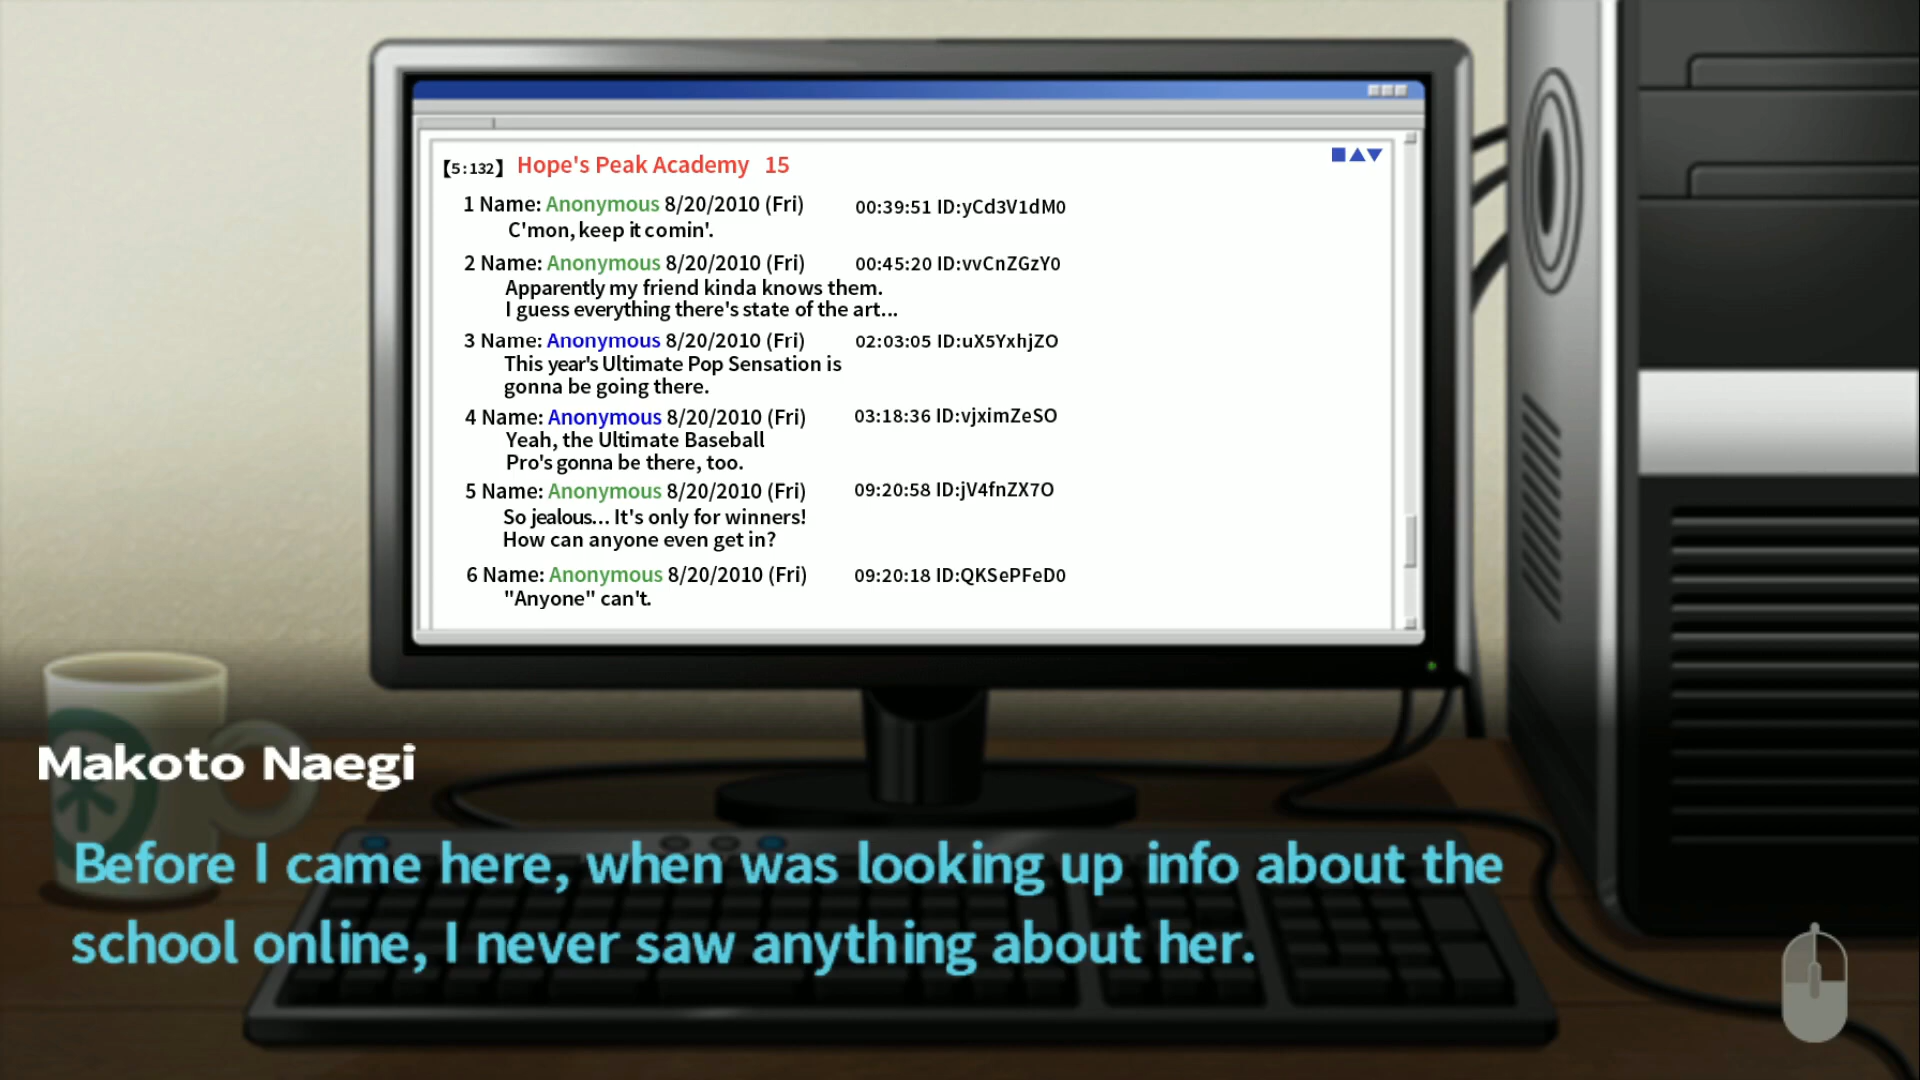 【5:132】 Hope's Peak Academy 15
1 Name: Anonymous 8/20/2010 (Fri) 00:39:51 ID:yCd3V1dM0
C'mon, keep it comin'.
2 Name: Anonymous 8/20/2010 (Fri) 00:45:20 ID:vvCnZGzY0
Apparently my friend kinda knows them.
I guess everything there's state of the art...
3 Name: Anonymous 8/20/2010 (Fri) 02:03:05 ID:uX5YxhjZO
This year's Ultimate Pop Sensation is
gonna be going there.
4 Name: Anonymous 8/20/2010 (Fri) 03:18:36 ID:vjximZeSO
Yeah, the Ultimate Baseball
Pro's gonna be there, too.
5 Name: Anonymous 8/20/2010 (Fri) 09:20:58 ID:jV4fnZX7O
So jealous... It's only for winners!
How can anyone even get in?
6 Name: Anonymous 8/20/2010 (Fri) 09:20:18 ID:QKSePFeD0
"Anyone" can't.
Makoto Naegi
Before I came here, when was looking up info about the
school online, I never saw anything about her.